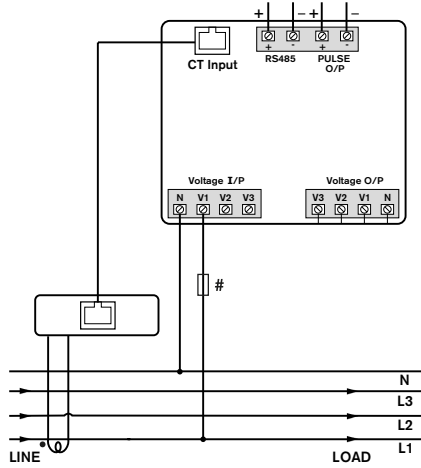 + – + –
+ - + -
RS485 PULSE
O/P
CT Input
Voltage I/P Voltage O/P
N V1 V2 V3 V3 V2 V1 N
#
N
L3
L2
L1
LINE LOAD